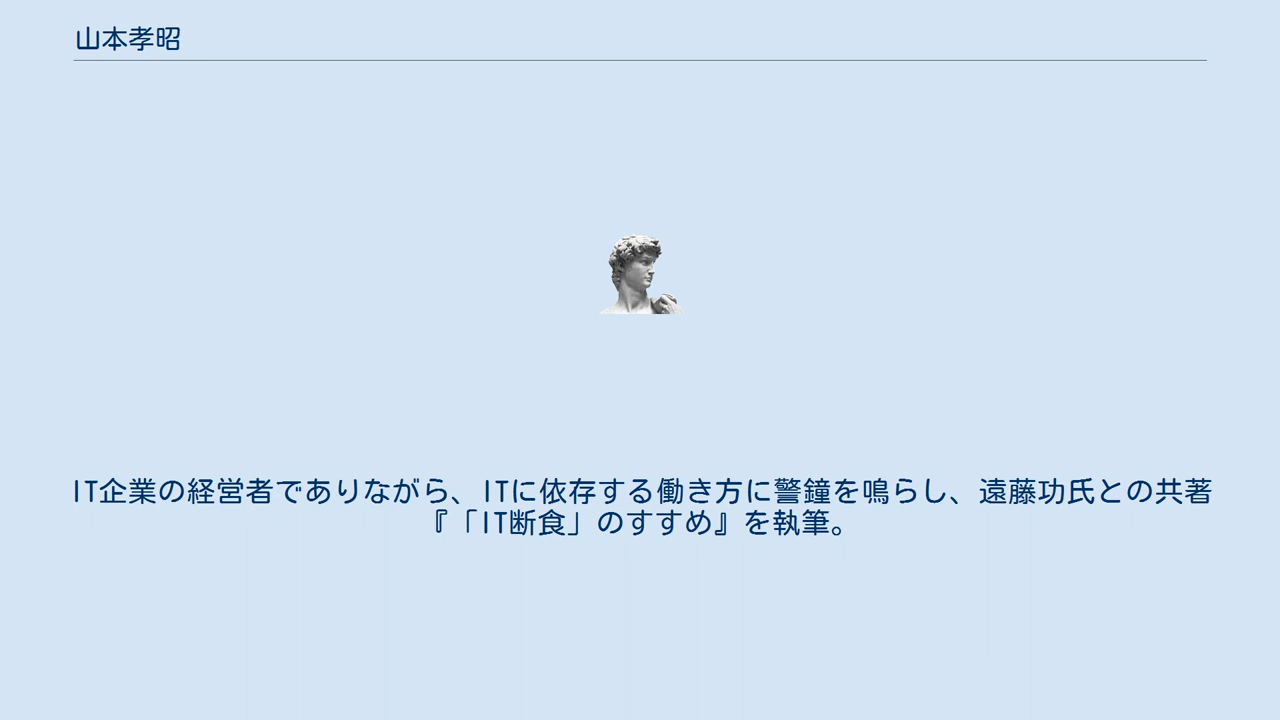 山本孝昭
IT企業の経営者でありながら、ITに依存する働き方に警鐘を鳴らし、遠藤功氏との共著
『「IT断食」のすすめ』を執筆。